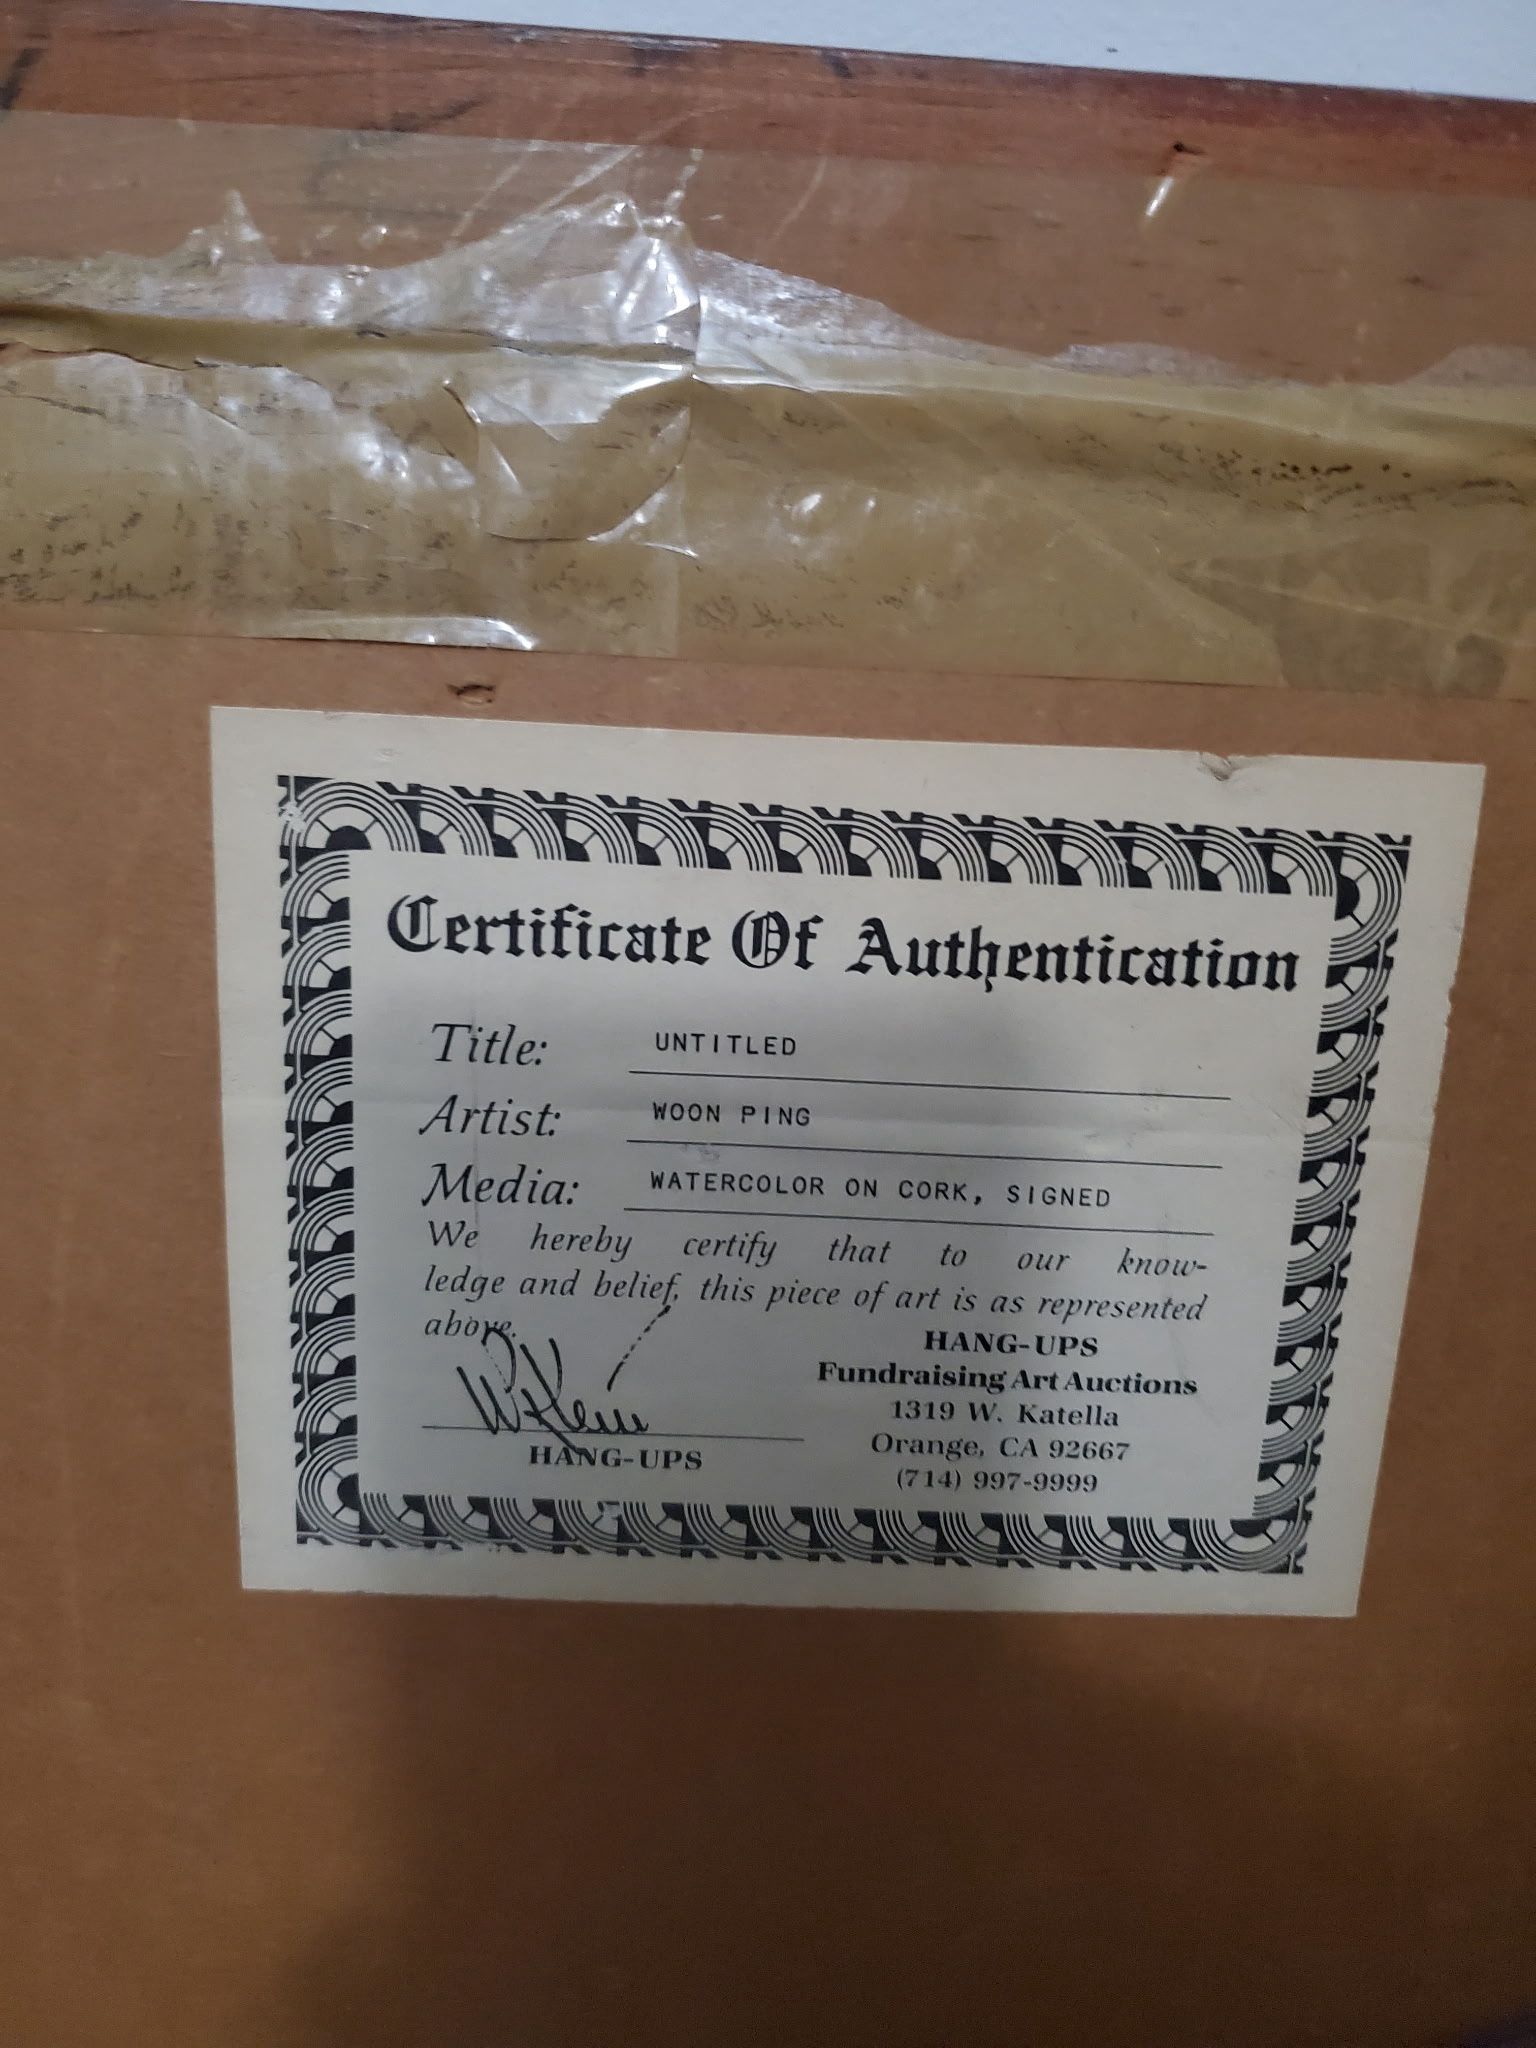 Certificate Of Authentication
Title: UNTITLED
Artist: WOON PING
Media: WATERCOLOR ON CORK, SIGNED
We hereby certify that to our know-
ledge and belief, this piece of art is as represented
above.
HANG-UPS
HANG-UPS
Fundraising Art Auctions
1319 W. Katella
Orange, CA 92667
(714) 997-9999